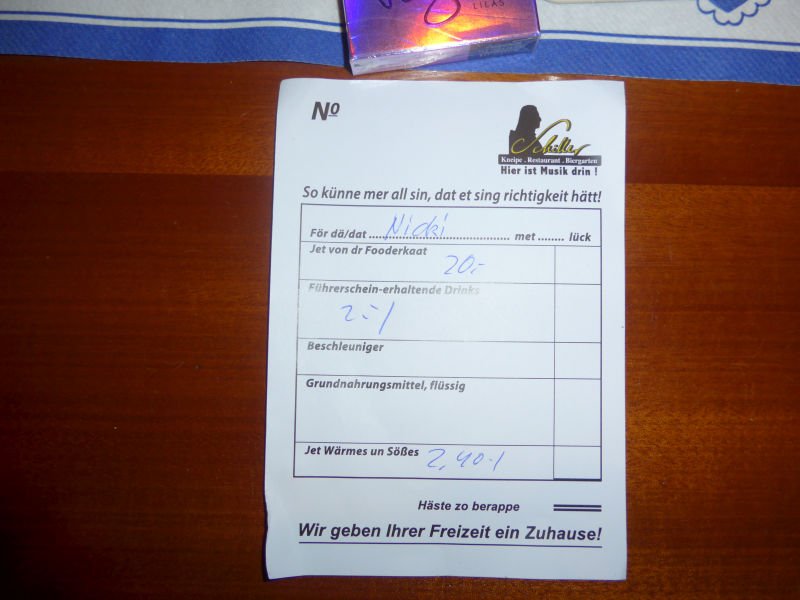 LILAS
Nº
Schiller
Kneipe . Restaurant . Biergarten
Hier ist Musik drin !
So künne mer all sin, dat et sing richtigkeit hätt!
För dä/dat .......... Nicki .......... met ........ lück
Jet von dr Fooderkaat
20,-
Führerschein-erhaltende Drinks
2.-/
Beschleuniger
Grundnahrungsmittel, flüssig
Jet Wärmes un Sößes 2,40-/
Häste zo berappe
Wir geben Ihrer Freizeit ein Zuhause!